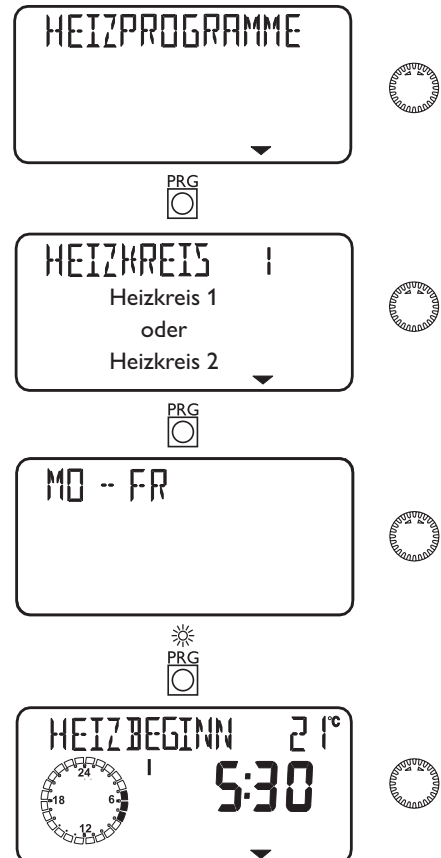 HEIZPROGRAMME
PRG
HEIZKREIS 1
Heizkreis 1
oder
Heizkreis 2
PRG
MO - FR
PRG
HEIZBEGINN 21°C
24
18
6
12
1
5:30